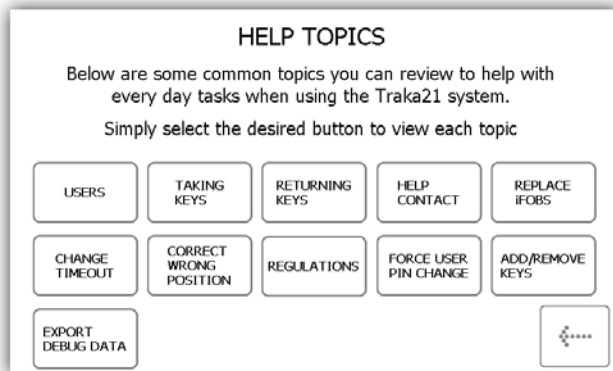 HELP TOPICS
Below are some common topics you can review to help with
every day tasks when using the Traka21 system.
Simply select the desired button to view each topic
USERS
TAKING
KEYS
RETURNING
KEYS
HELP
CONTACT
REPLACE
iFOBS
CHANGE
TIMEOUT
CORRECT
WRONG
POSITION
REGULATIONS
FORCE USER
PIN CHANGE
ADD/REMOVE
KEYS
EXPORT
DEBUG DATA